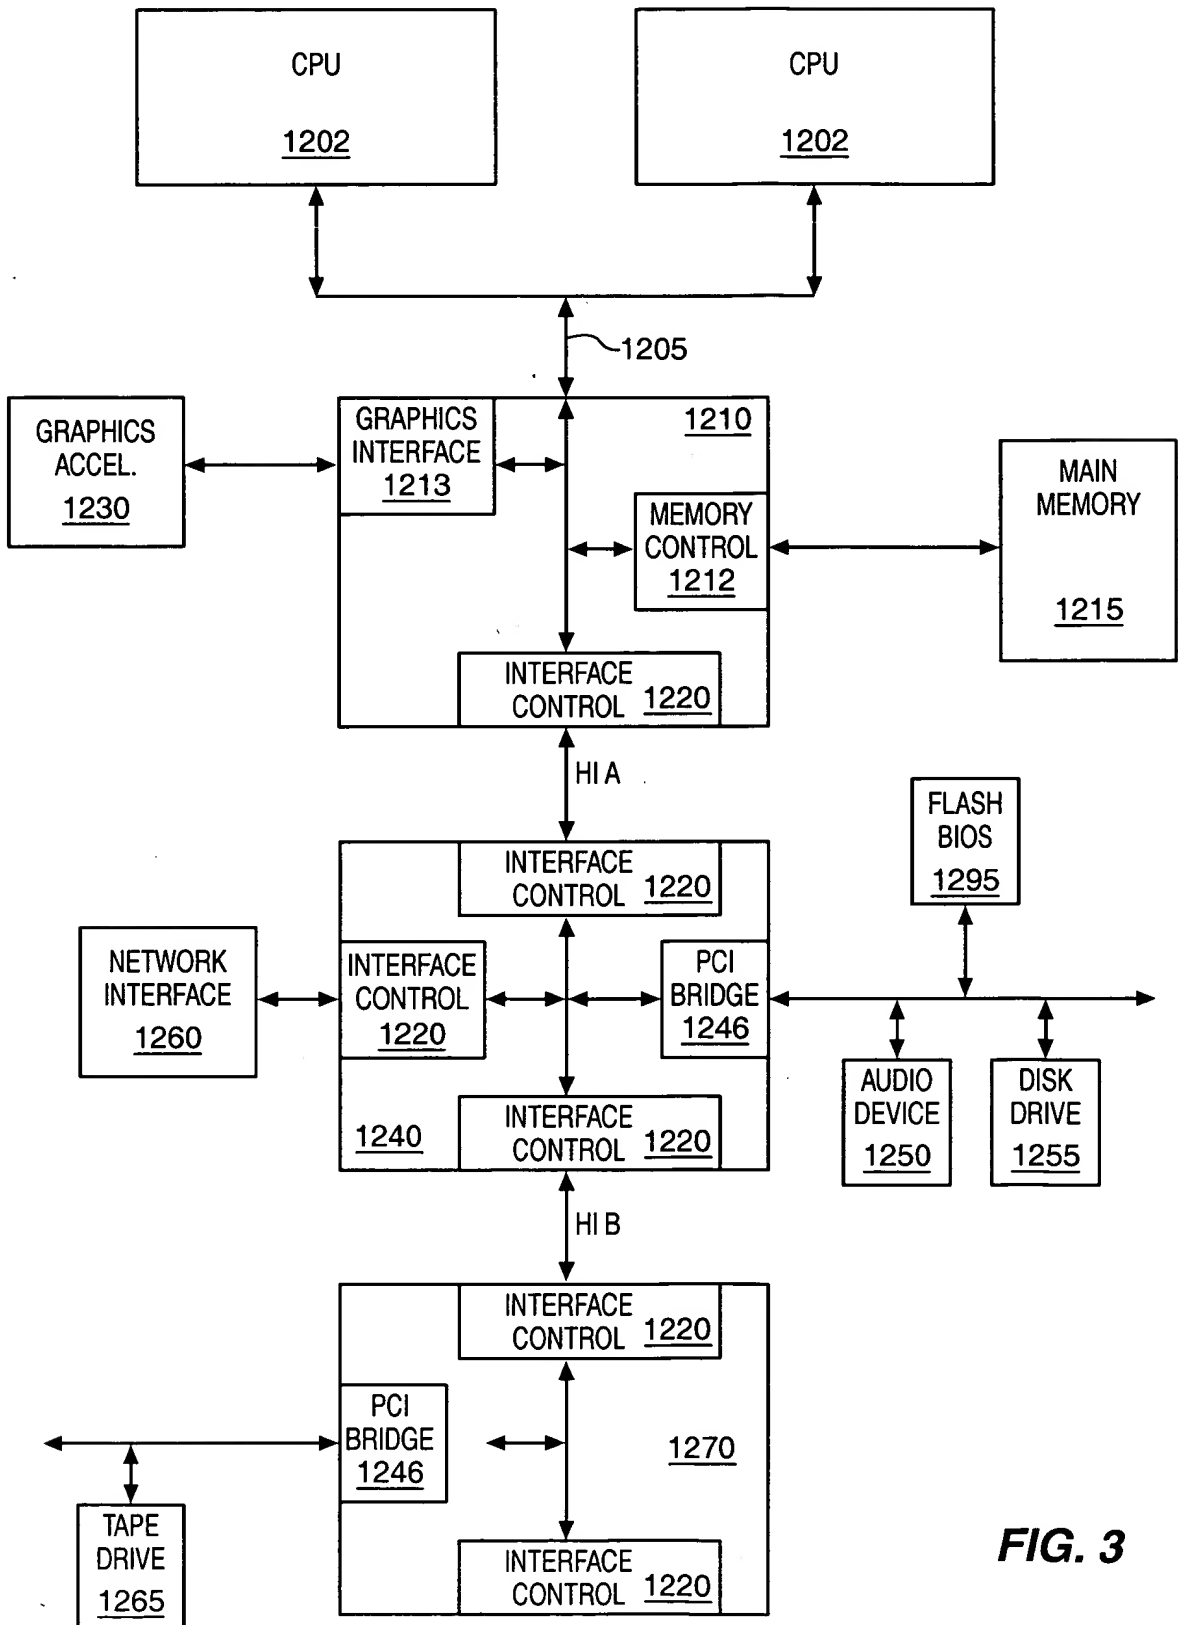 CPU
1202
CPU
1202
1205
GRAPHICS
ACCEL.
1230
GRAPHICS
INTERFACE
1213
1210
MEMORY
CONTROL
1212
MAIN
MEMORY
1215
INTERFACE
CONTROL
1220
HI A
INTERFACE
CONTROL
1220
FLASH
BIOS
1295
NETWORK
INTERFACE
1260
INTERFACE
CONTROL
1220
PCI
BRIDGE
1246
AUDIO
DEVICE
1250
DISK
DRIVE
1255
1240
INTERFACE
CONTROL
1220
HI B
INTERFACE
CONTROL
1220
PCI
BRIDGE
1246
1270
TAPE
DRIVE
1265
INTERFACE
CONTROL
1220
FIG. 3